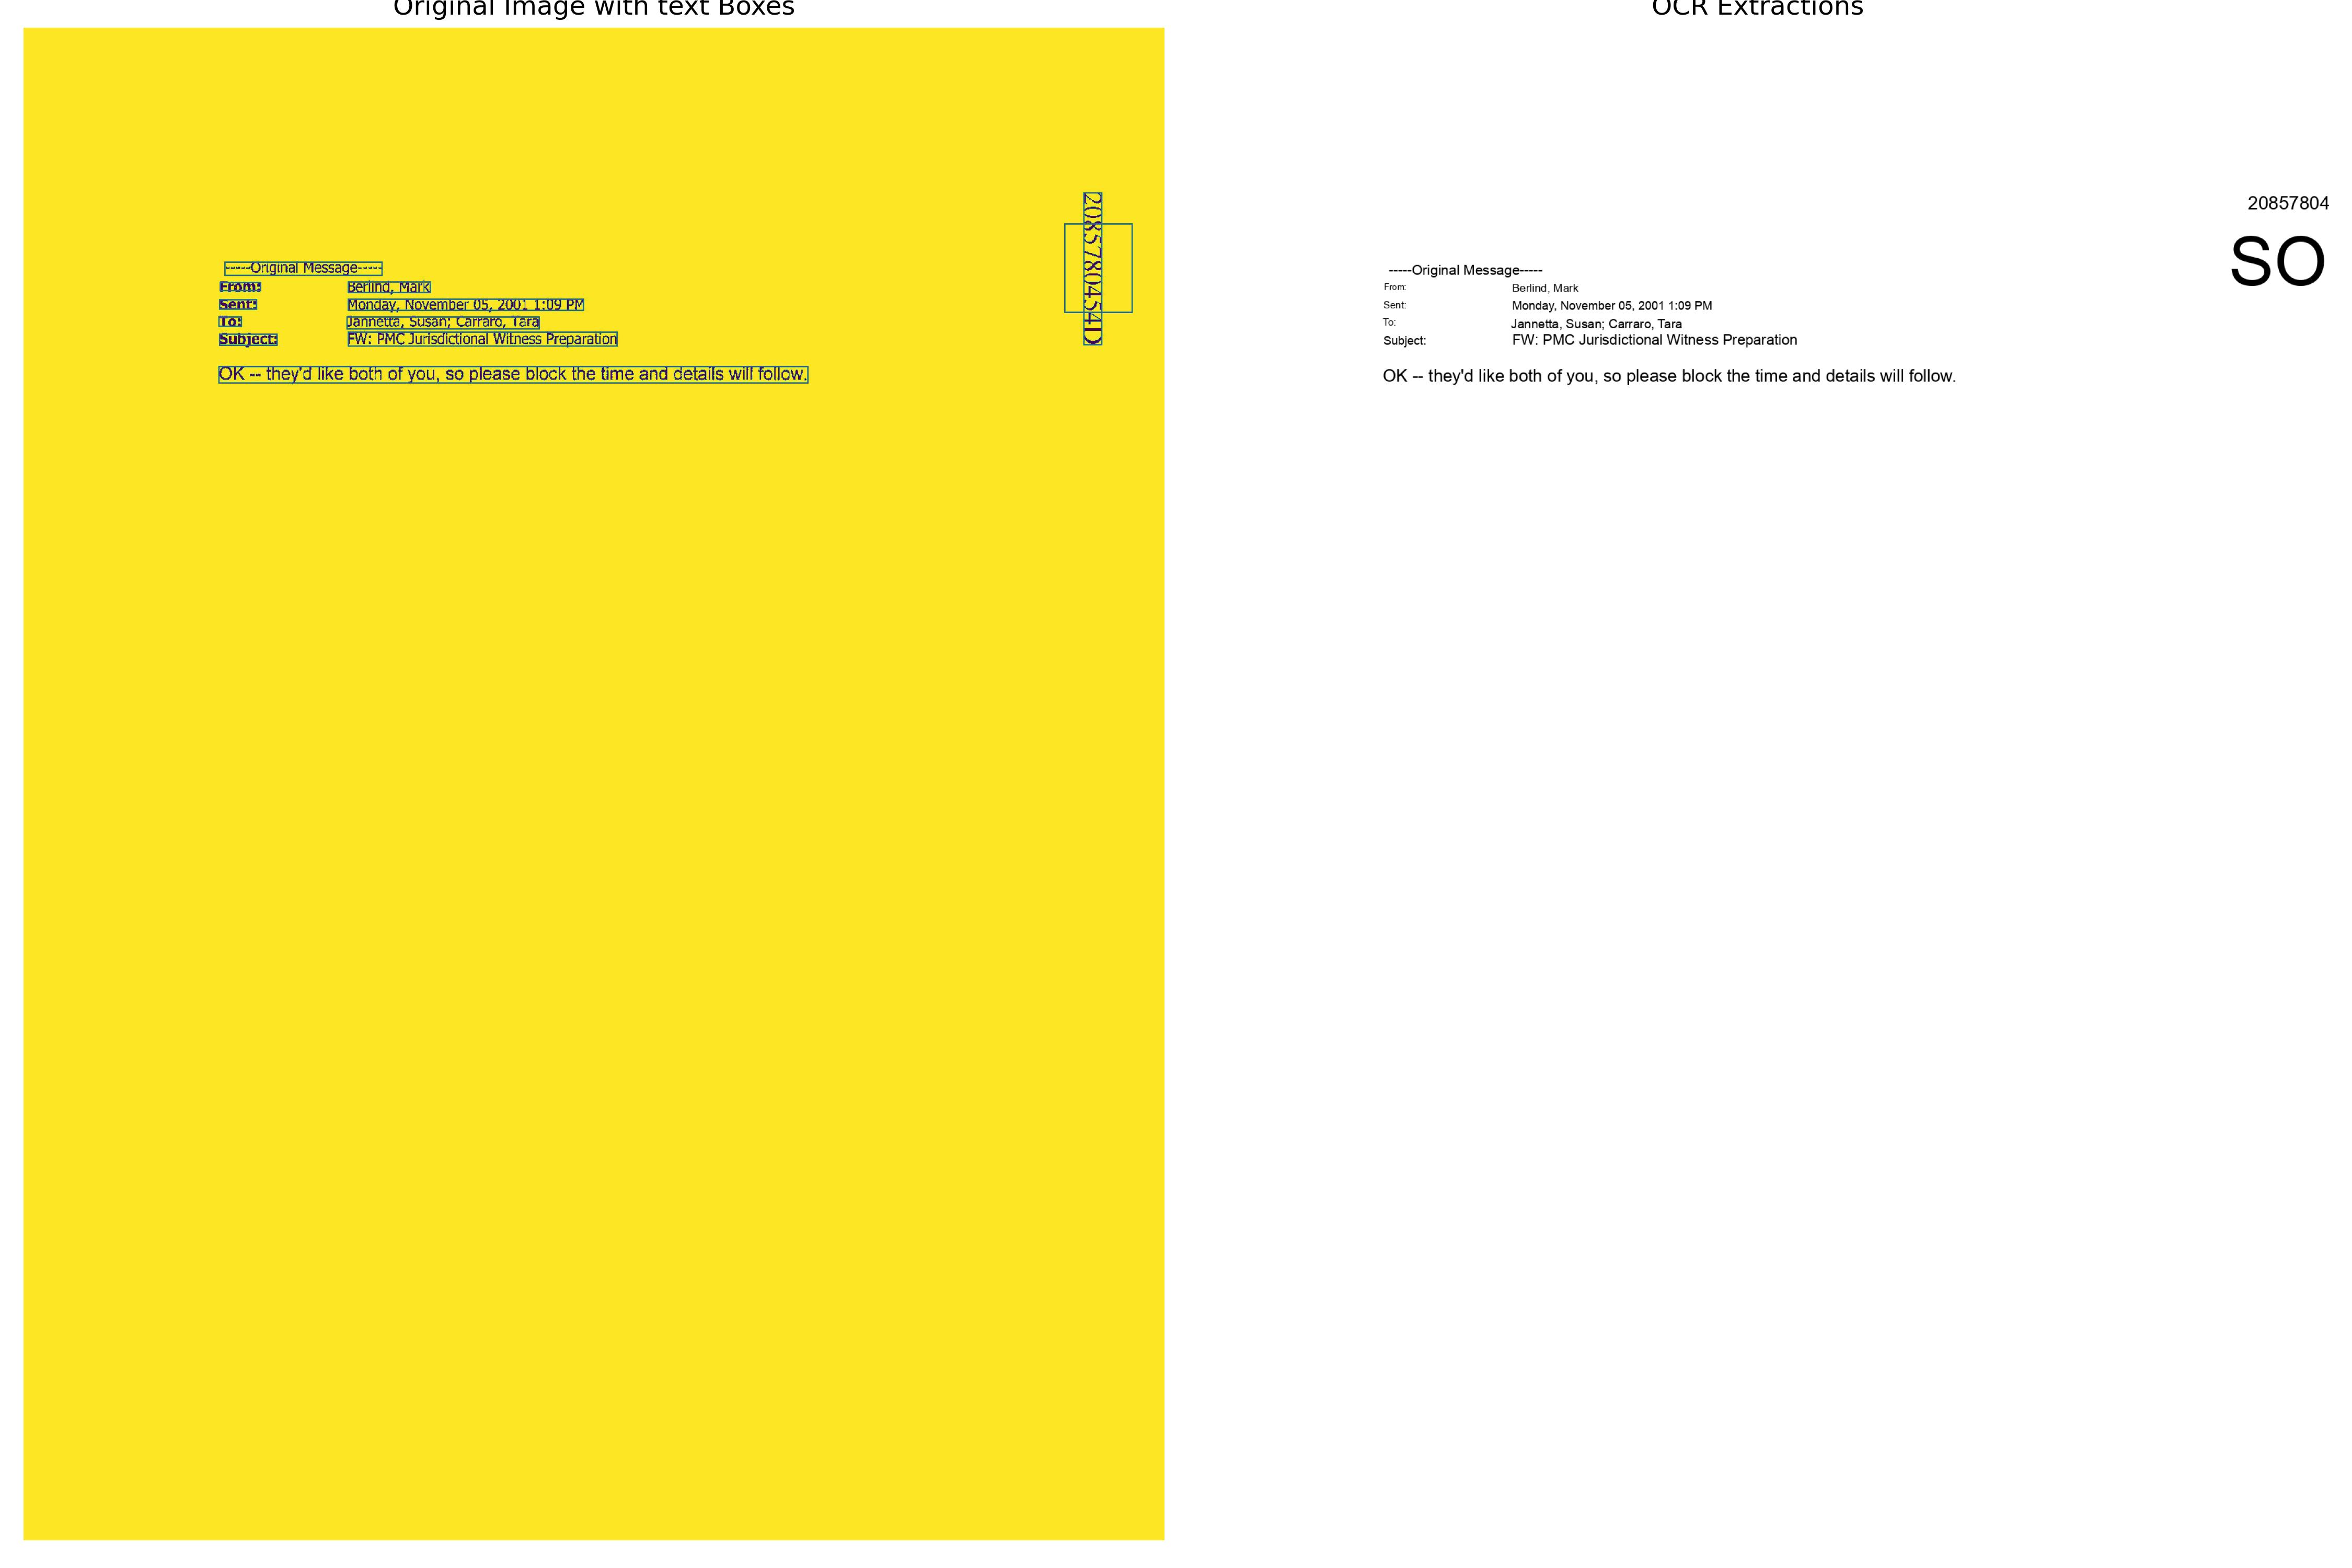 Original Image with text Boxes
-----Original Message-----
From: Berlind, Mark
Sent: Monday, November 05, 2001 1:09 PM
To: Jannetta, Susan; Carraro, Tara
Subject: FW: PMC Jurisdictional Witness Preparation
OK -- they'd like both of you, so please block the time and details will follow.
2085780454D
OCR Extractions
20857804
SO
-----Original Message-----
From: Berlind, Mark
Sent: Monday, November 05, 2001 1:09 PM
To: Jannetta, Susan; Carraro, Tara
Subject: FW: PMC Jurisdictional Witness Preparation
OK -- they'd like both of you, so please block the time and details will follow.